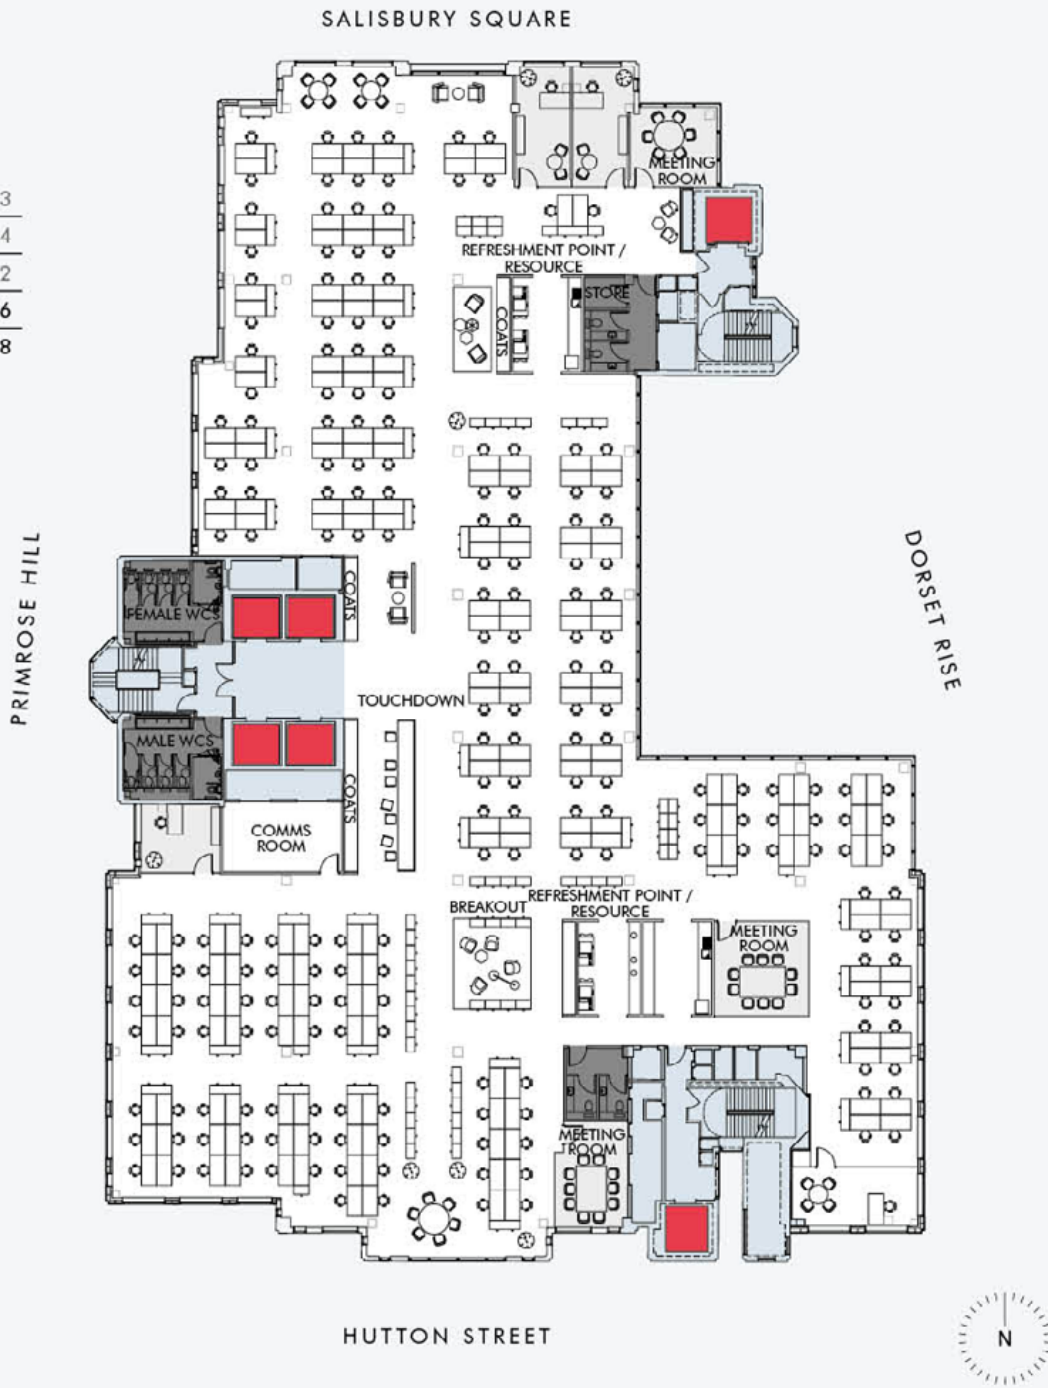 SALISBURY SQUARE
MEETING
ROOM
3
4
2
6
8
REFRESHMENT POINT /
RESOURCE
STORE
COATS
PRIMROSE HILL
DORSET RISE
FEMALE WCS
COATS
TOUCHDOWN
MALE WCS
COATS
COMMS
ROOM
REFRESHMENT POINT /
RESOURCE
BREAKOUT
MEETING
ROOM
MEETING
ROOM
HUTTON STREET
N